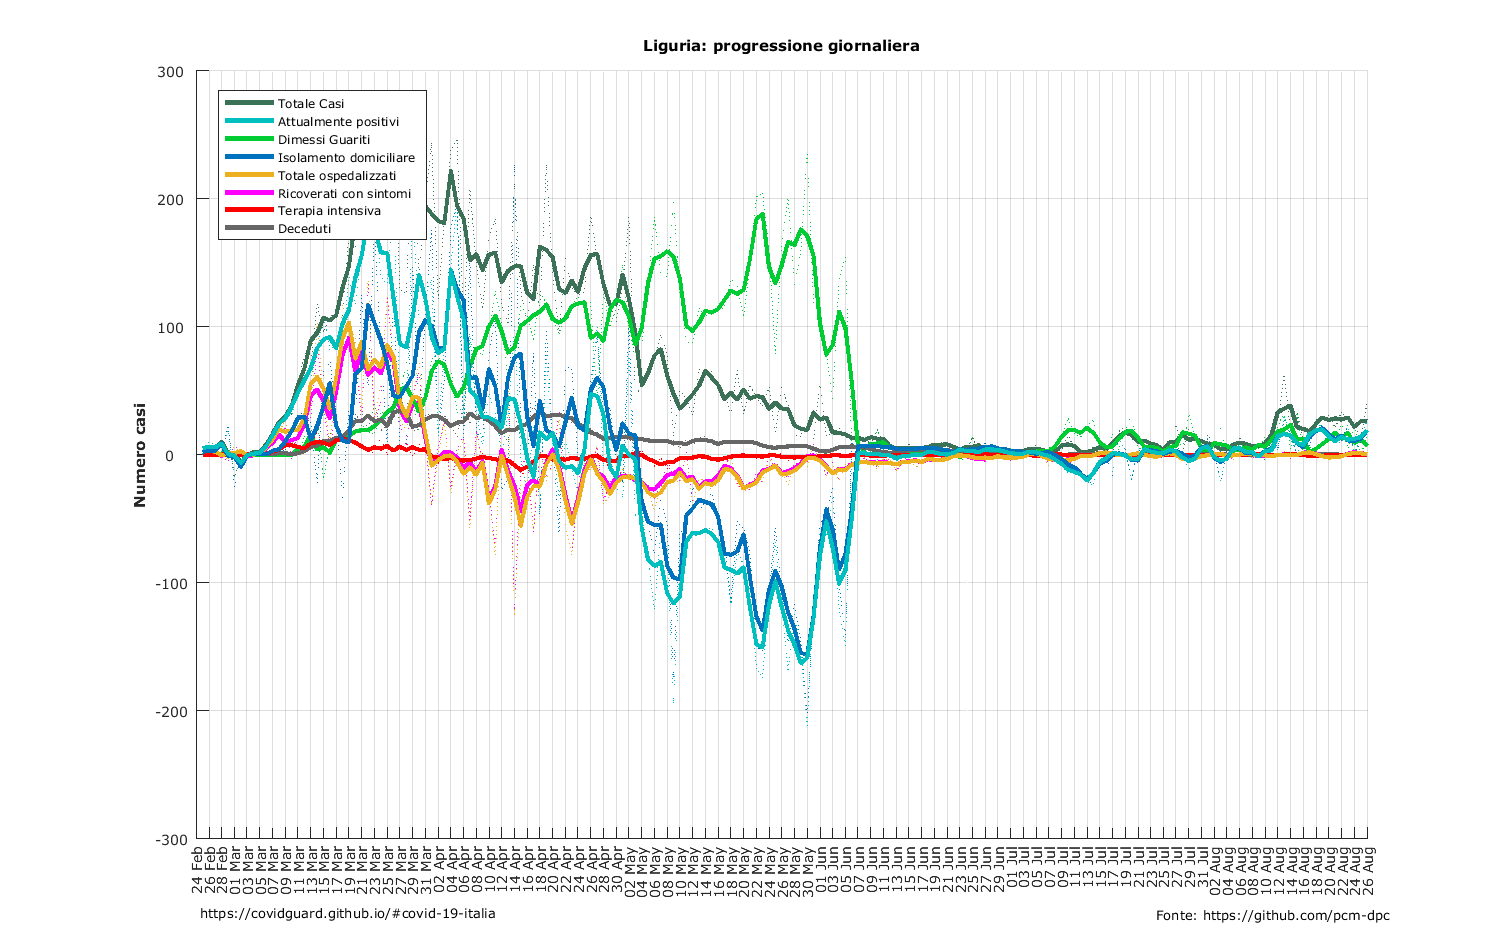 Liguria: progressione giornaliera
Numero casi
300
200
100
0
-100
-200
-300
Totale Casi
Attualmente positivi
Dimessi Guariti
Isolamento domiciliare
Totale ospedalizzati
Ricoverati con sintomi
Terapia intensiva
Deceduti
24 Feb
26 Feb
28 Feb
01 Mar
03 Mar
05 Mar
07 Mar
09 Mar
11 Mar
13 Mar
15 Mar
17 Mar
19 Mar
21 Mar
23 Mar
25 Mar
27 Mar
29 Mar
31 Mar
02 Apr
04 Apr
06 Apr
08 Apr
10 Apr
12 Apr
14 Apr
16 Apr
18 Apr
20 Apr
22 Apr
24 Apr
26 Apr
28 Apr
30 Apr
02 May
04 May
06 May
08 May
10 May
12 May
14 May
16 May
18 May
20 May
22 May
24 May
26 May
28 May
30 May
01 Jun
03 Jun
05 Jun
07 Jun
09 Jun
11 Jun
13 Jun
15 Jun
17 Jun
19 Jun
21 Jun
23 Jun
25 Jun
27 Jun
29 Jun
01 Jul
03 Jul
05 Jul
07 Jul
09 Jul
11 Jul
13 Jul
15 Jul
17 Jul
19 Jul
21 Jul
23 Jul
25 Jul
27 Jul
29 Jul
31 Jul
02 Aug
04 Aug
06 Aug
08 Aug
10 Aug
12 Aug
14 Aug
16 Aug
18 Aug
20 Aug
22 Aug
24 Aug
26 Aug
https://covidguard.github.io/#covid-19-italia
Fonte: https://github.com/pcm-dpc